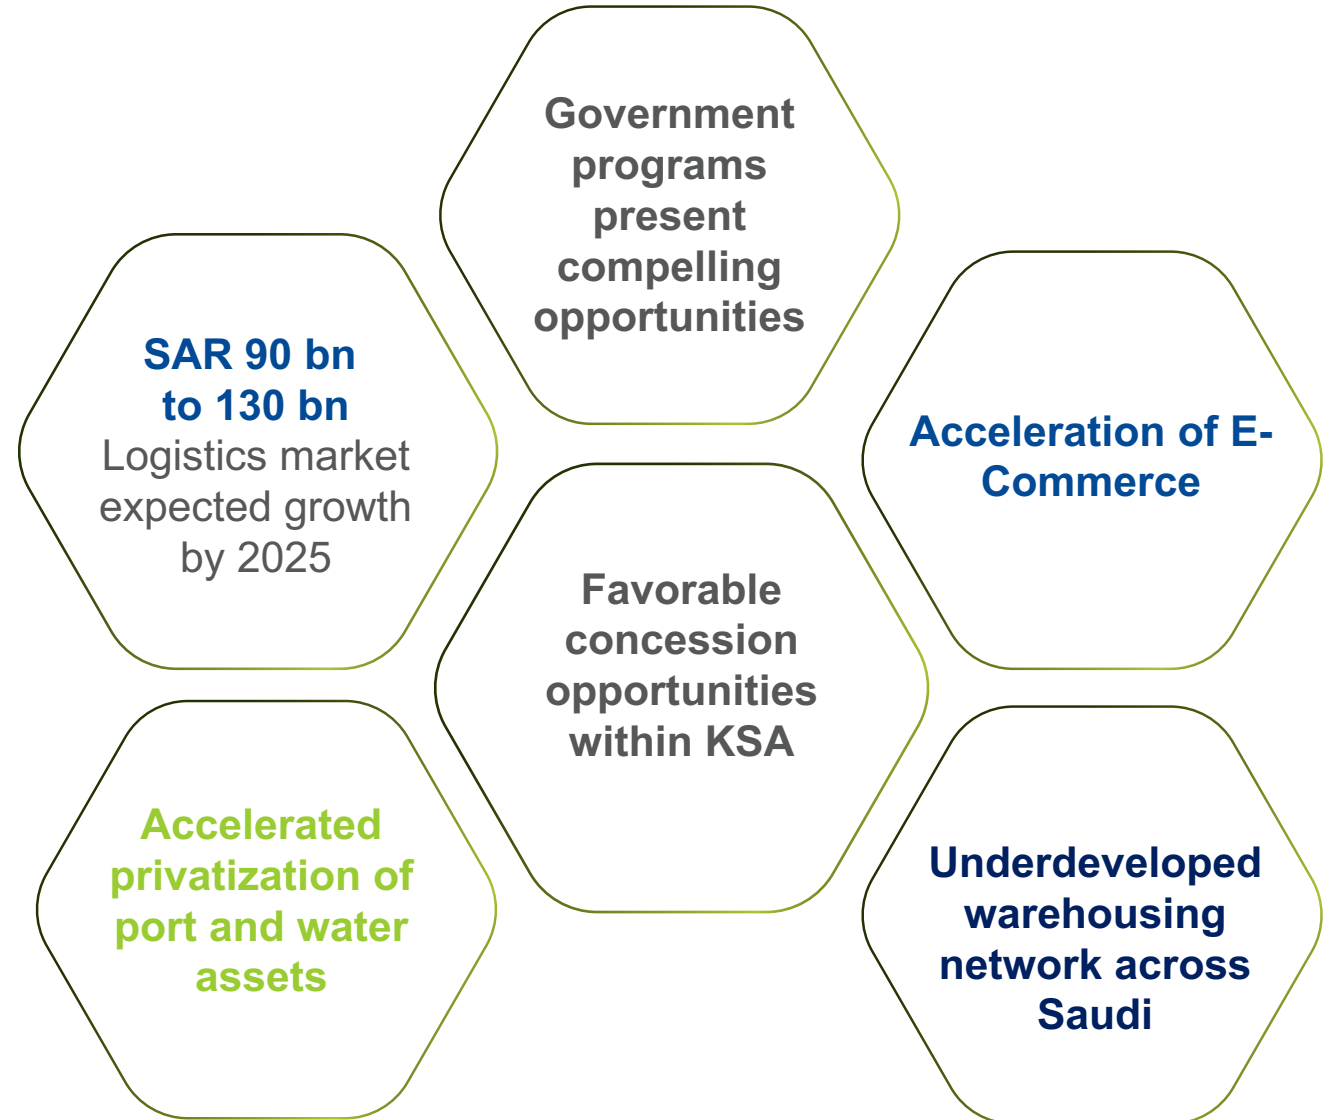 Government
programs
present
compelling
opportunities
SAR 90 bn
to 130 bn
Logistics market
expected growth
by 2025
Acceleration of E-
Commerce
Favorable
concession
opportunities
within KSA
Accelerated
privatization of
port and water
assets
Underdeveloped
warehousing
network across
Saudi